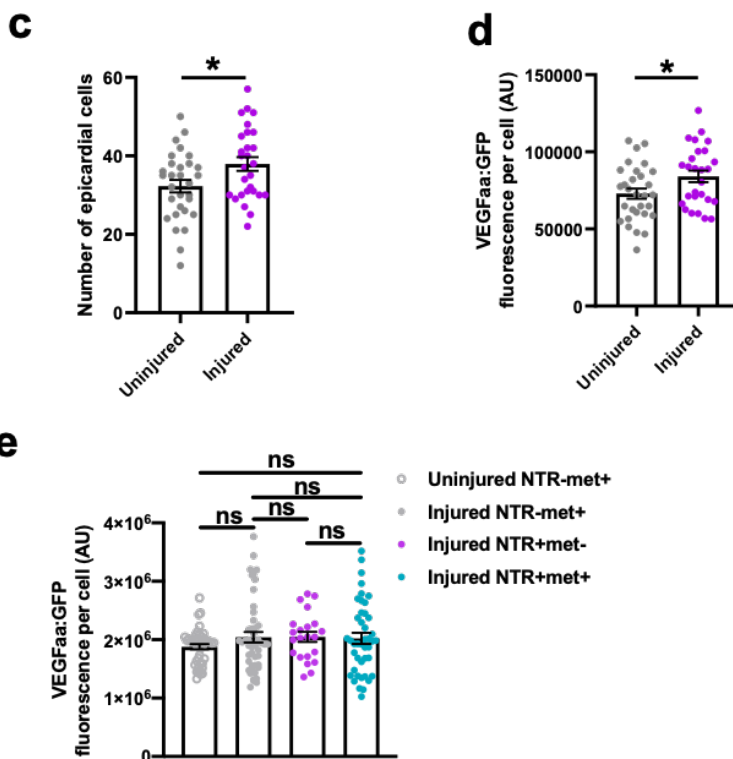 c
*
Number of epicardial cells
60
40
20
0
Uninjured
Injured
d
*
VEGFaa:GFP
fluorescence per cell (AU)
150000
100000
50000
0
Uninjured
Injured
e
ns
ns
ns
ns
ns
VEGFaa:GFP
fluorescence per cell (AU)
4×10⁶
3×10⁶
2×10⁶
1×10⁶
0
Uninjured NTR-met+
Injured NTR-met+
Injured NTR+met-
Injured NTR+met+